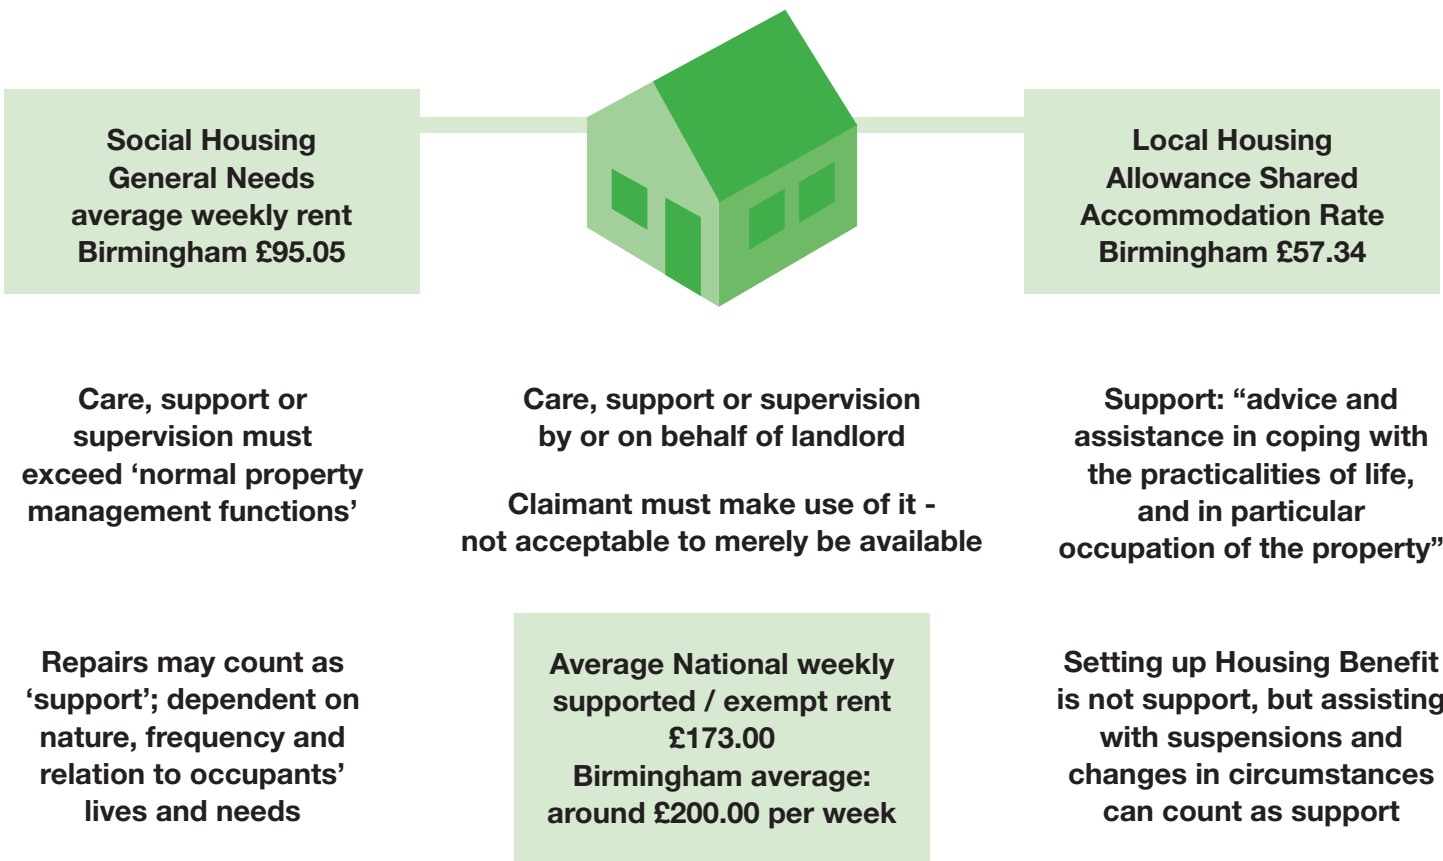 Social Housing
General Needs
average weekly rent
Birmingham £95.05
Local Housing
Allowance Shared
Accommodation Rate
Birmingham £57.34
Care, support or
supervision must
exceed ‘normal property
management functions’
Care, support or supervision
by or on behalf of landlord
Claimant must make use of it -
not acceptable to merely be available
Support: “advice and
assistance in coping with
the practicalities of life,
and in particular
occupation of the property”
Repairs may count as
‘support’; dependent on
nature, frequency and
relation to occupants’
lives and needs
Average National weekly
supported / exempt rent
£173.00
Birmingham average:
around £200.00 per week
Setting up Housing Benefit
is not support, but assisting
with suspensions and
changes in circumstances
can count as support